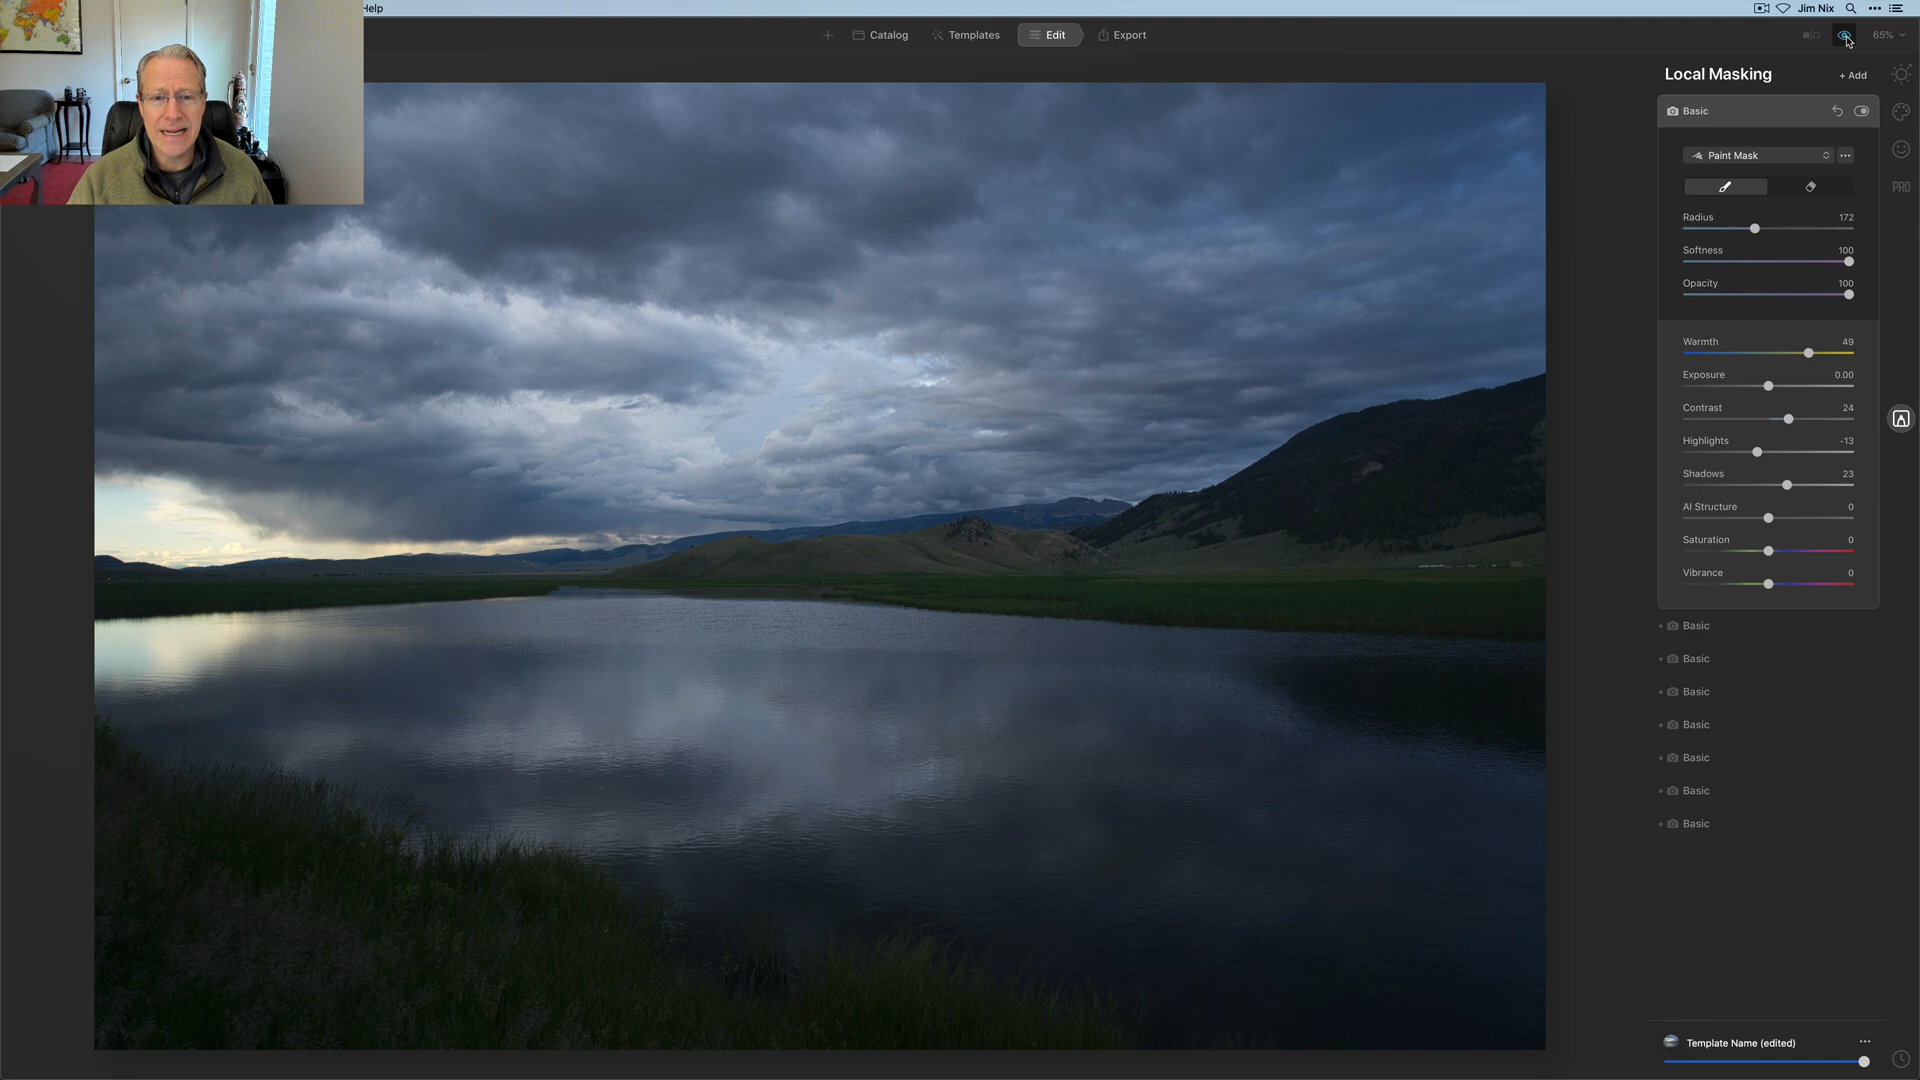 Help
Jim Nix
+ Catalog Templates Edit Export
65%
Local Masking
+ Add
Basic
Paint Mask
Radius 172
Softness 100
Opacity 100
Warmth 49
Exposure 0.00
Contrast 24
Highlights -13
Shadows 23
AI Structure 0
Saturation 0
Vibrance 0
PRO
Basic
Basic
Basic
Basic
Basic
Basic
Basic
Template Name (edited)